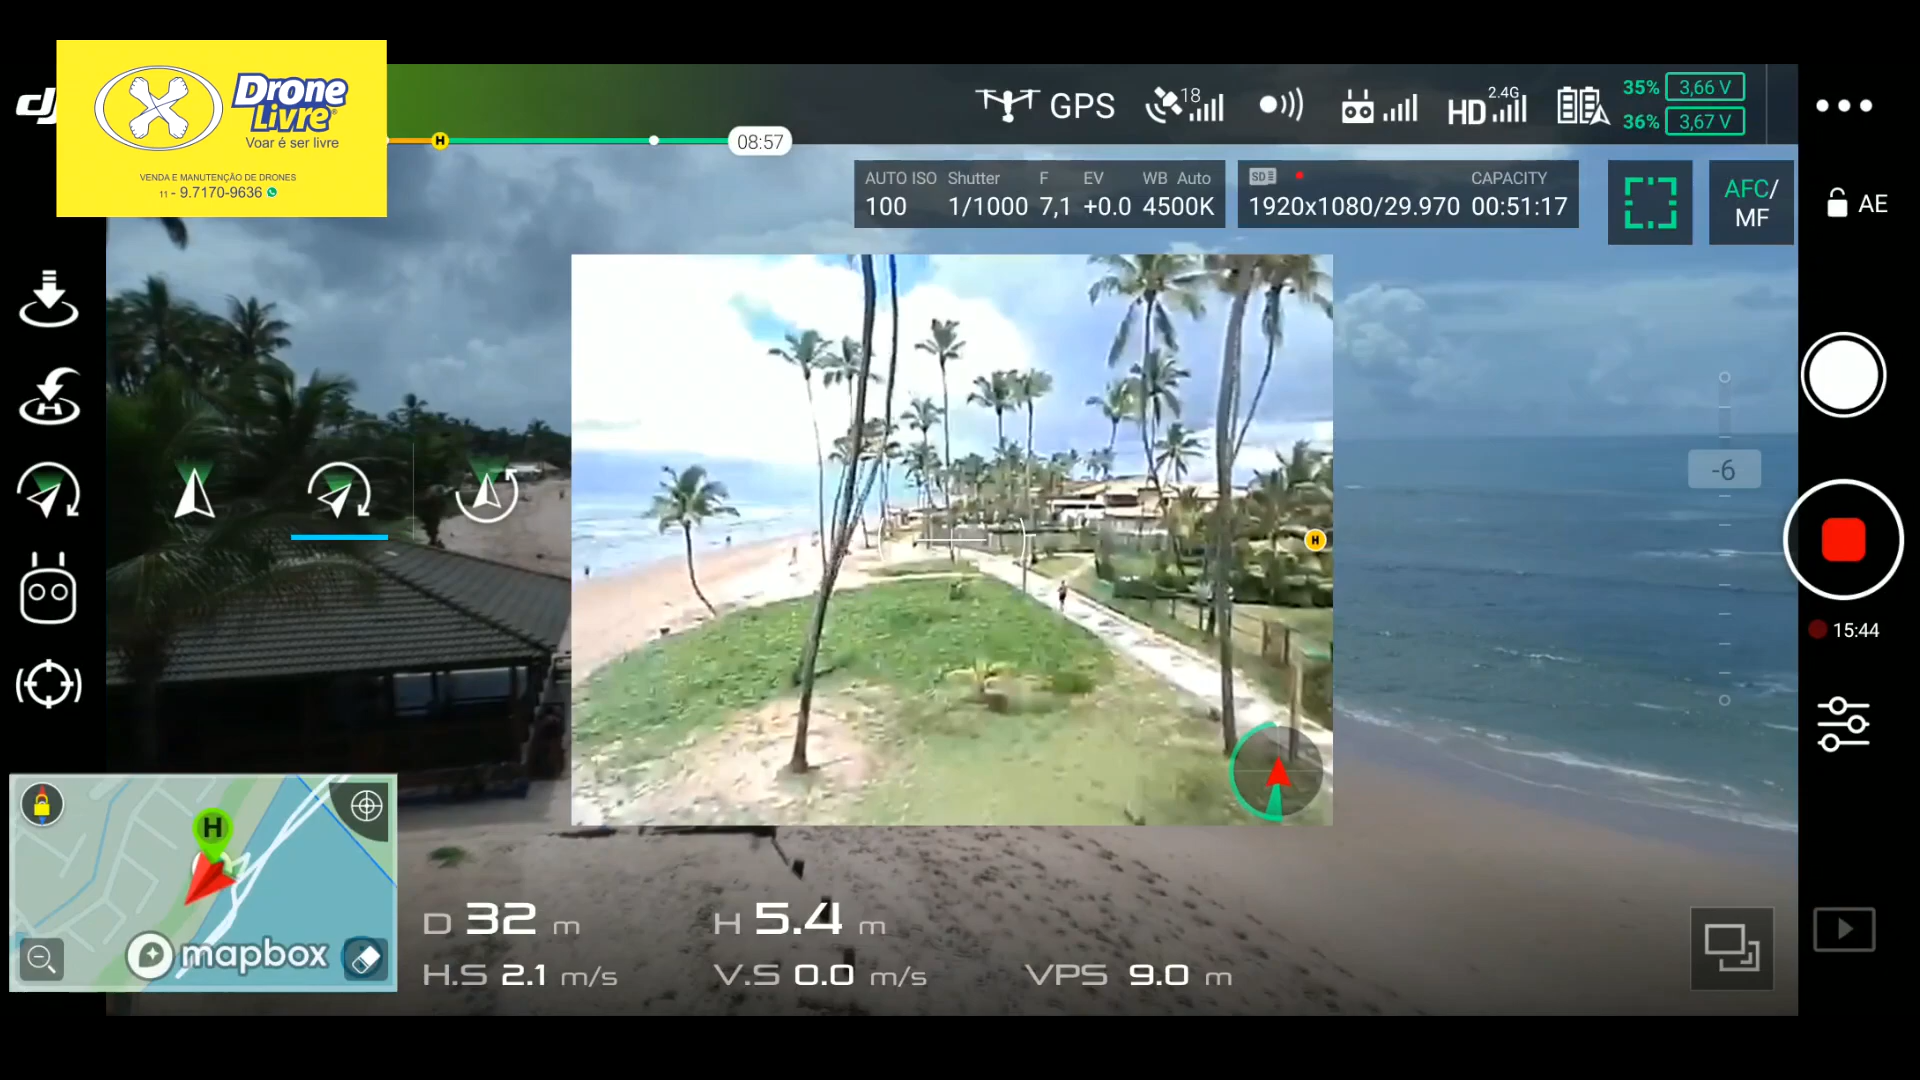 dj
Drone
Livre®
Voar é ser livre
VENDA E MANUTENÇÃO DE DRONES
11 - 9.7170-9636
H
08:57
GPS
18
HD
2.4G
35% 3,66 V
36% 3,67 V
AUTO ISO Shutter F EV WB Auto
100 1/1000 7,1 +0.0 4500K
SD CAPACITY
1920x1080/29.970 00:51:17
AFC/
MF
AE
H
-6
H
15:44
H
mapbox
D 32 m H 5.4 m
H.S 2.1 m/s V.S 0.0 m/s VPS 9.0 m